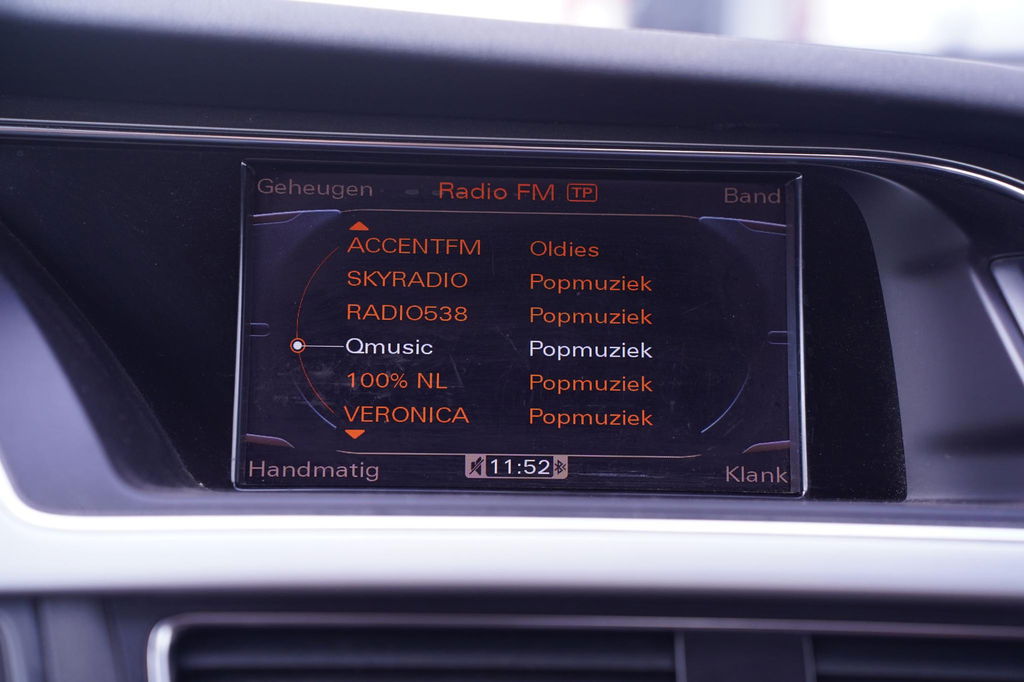 Geheugen Radio FM TP Band
ACCENTFM Oldies
SKYRADIO Popmuziek
RADIO538 Popmuziek
Qmusic Popmuziek
100% NL Popmuziek
VERONICA Popmuziek
Handmatig 11:52 Klank